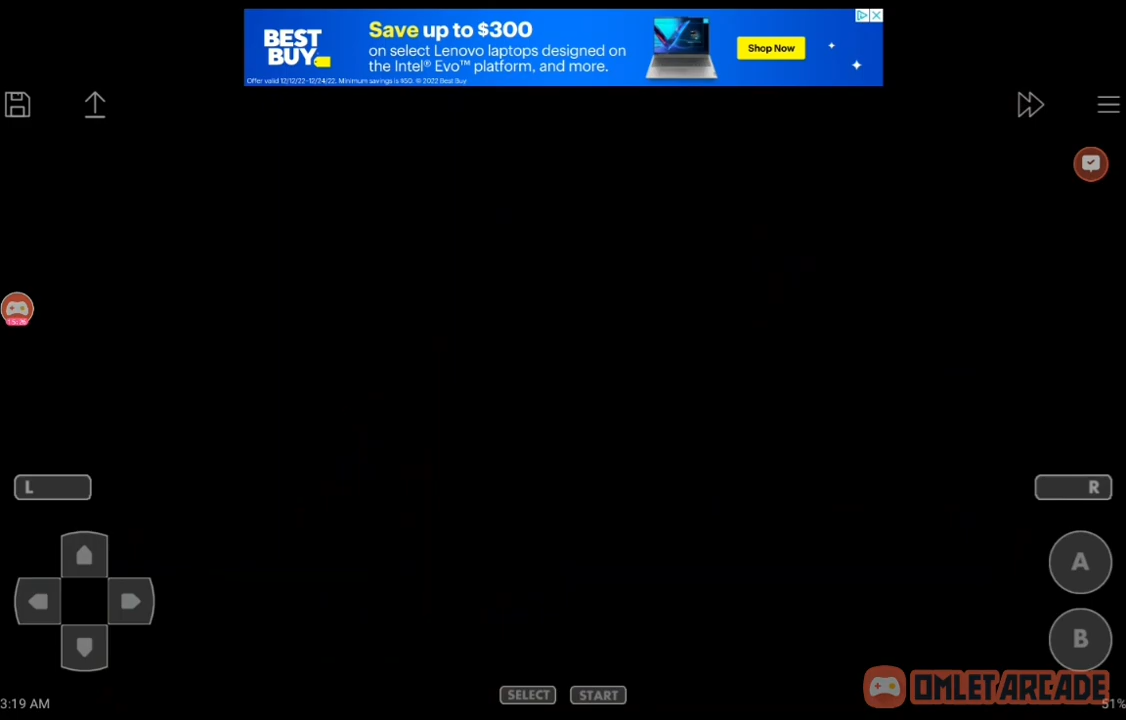 BEST
BUY
Save up to $300
on select Lenovo laptops designed on
the Intel® Evo™ platform, and more.
Shop Now
Offer valid 12/12/22-12/24/22. Minimum savings is $50. © 2022 Best Buy
L
R
A
B
SELECT
START
OMLET ARCADE
3:19 AM
51%